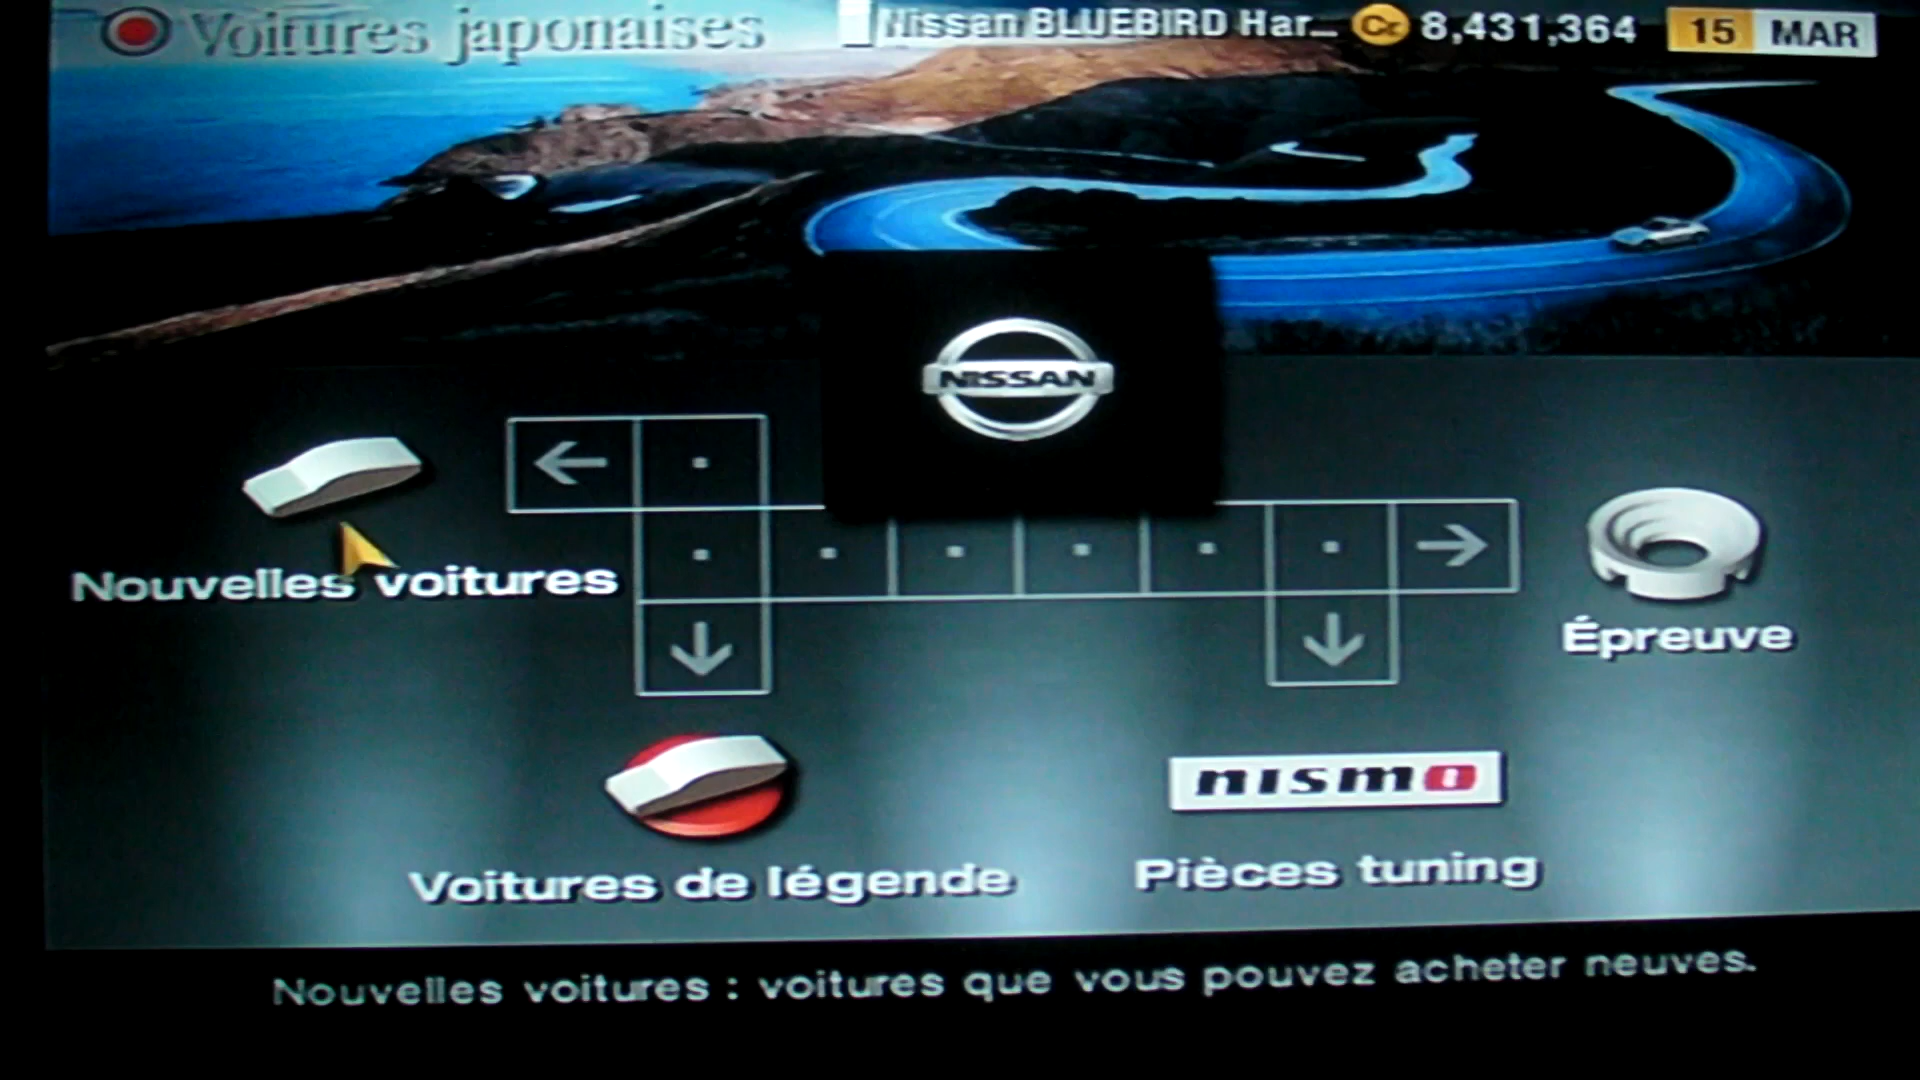 Voitures japonaises
Nissan BLUEBIRD Har...
Cr 8,431,364
15 MAR
NISSAN
Nouvelles voitures
Épreuve
nismo
Voitures de légende
Pièces tuning
Nouvelles voitures : voitures que vous pouvez acheter neuves.